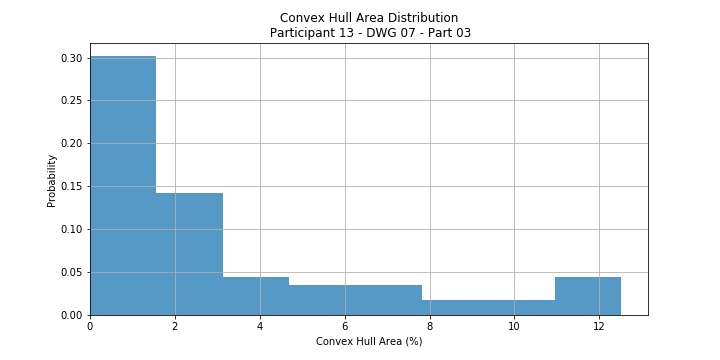 Convex Hull Area Distribution
Participant 13 - DWG 07 - Part 03
0.30
0.25
0.20
0.15
0.10
0.05
0.00
Probability
0 2 4 6 8 10 12
Convex Hull Area (%)